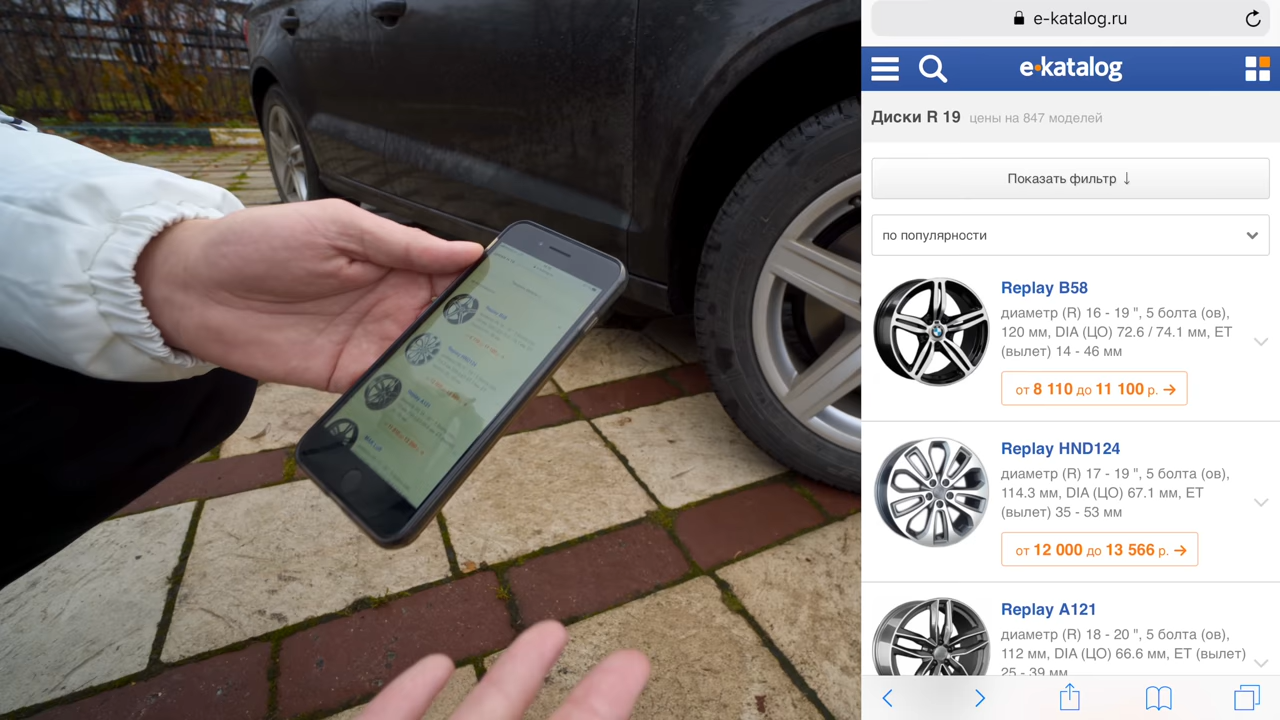 e-katalog.ru
e·katalog
Диски R 19 цены на 847 моделей
Показать фильтр ↓
по популярности
Replay B58
диаметр (R) 16 - 19 ", 5 болта (ов),
120 мм, DIA (ЦО) 72.6 / 74.1 мм, ET
(вылет) 14 - 46 мм
от 8 110 до 11 100 р. →
Replay HND124
диаметр (R) 17 - 19 ", 5 болта (ов),
114.3 мм, DIA (ЦО) 67.1 мм, ET
(вылет) 35 - 53 мм
от 12 000 до 13 566 р. →
Replay A121
диаметр (R) 18 - 20 ", 5 болта (ов),
112 мм, DIA (ЦО) 66.6 мм, ET (вылет)
25 - 39 мм